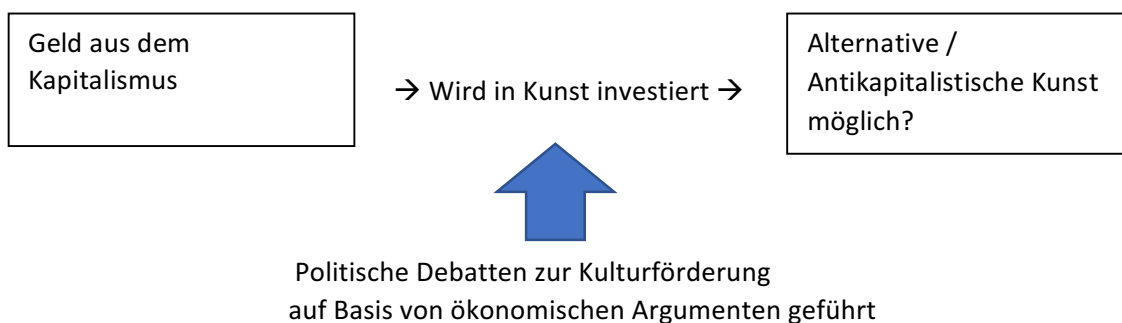 Geld aus dem
Kapitalismus
→ Wird in Kunst investiert →
Alternative /
Antikapitalistische Kunst
möglich?
Politische Debatten zur Kulturförderung
auf Basis von ökonomischen Argumenten geführt